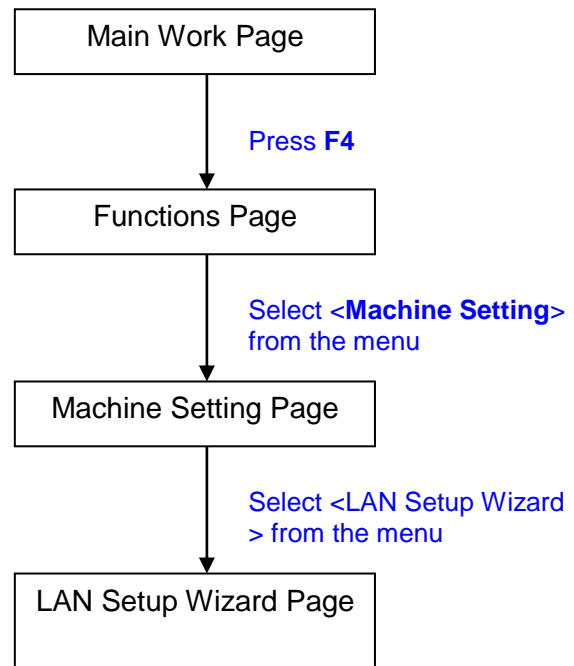 Main Work Page
Press F4
Functions Page
Select <Machine Setting>
from the menu
Machine Setting Page
Select <LAN Setup Wizard
> from the menu
LAN Setup Wizard Page